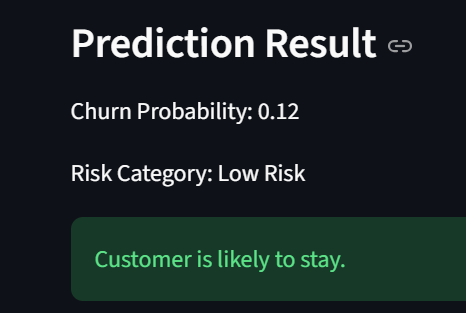 Prediction Result
Churn Probability: 0.12
Risk Category: Low Risk
Customer is likely to stay.